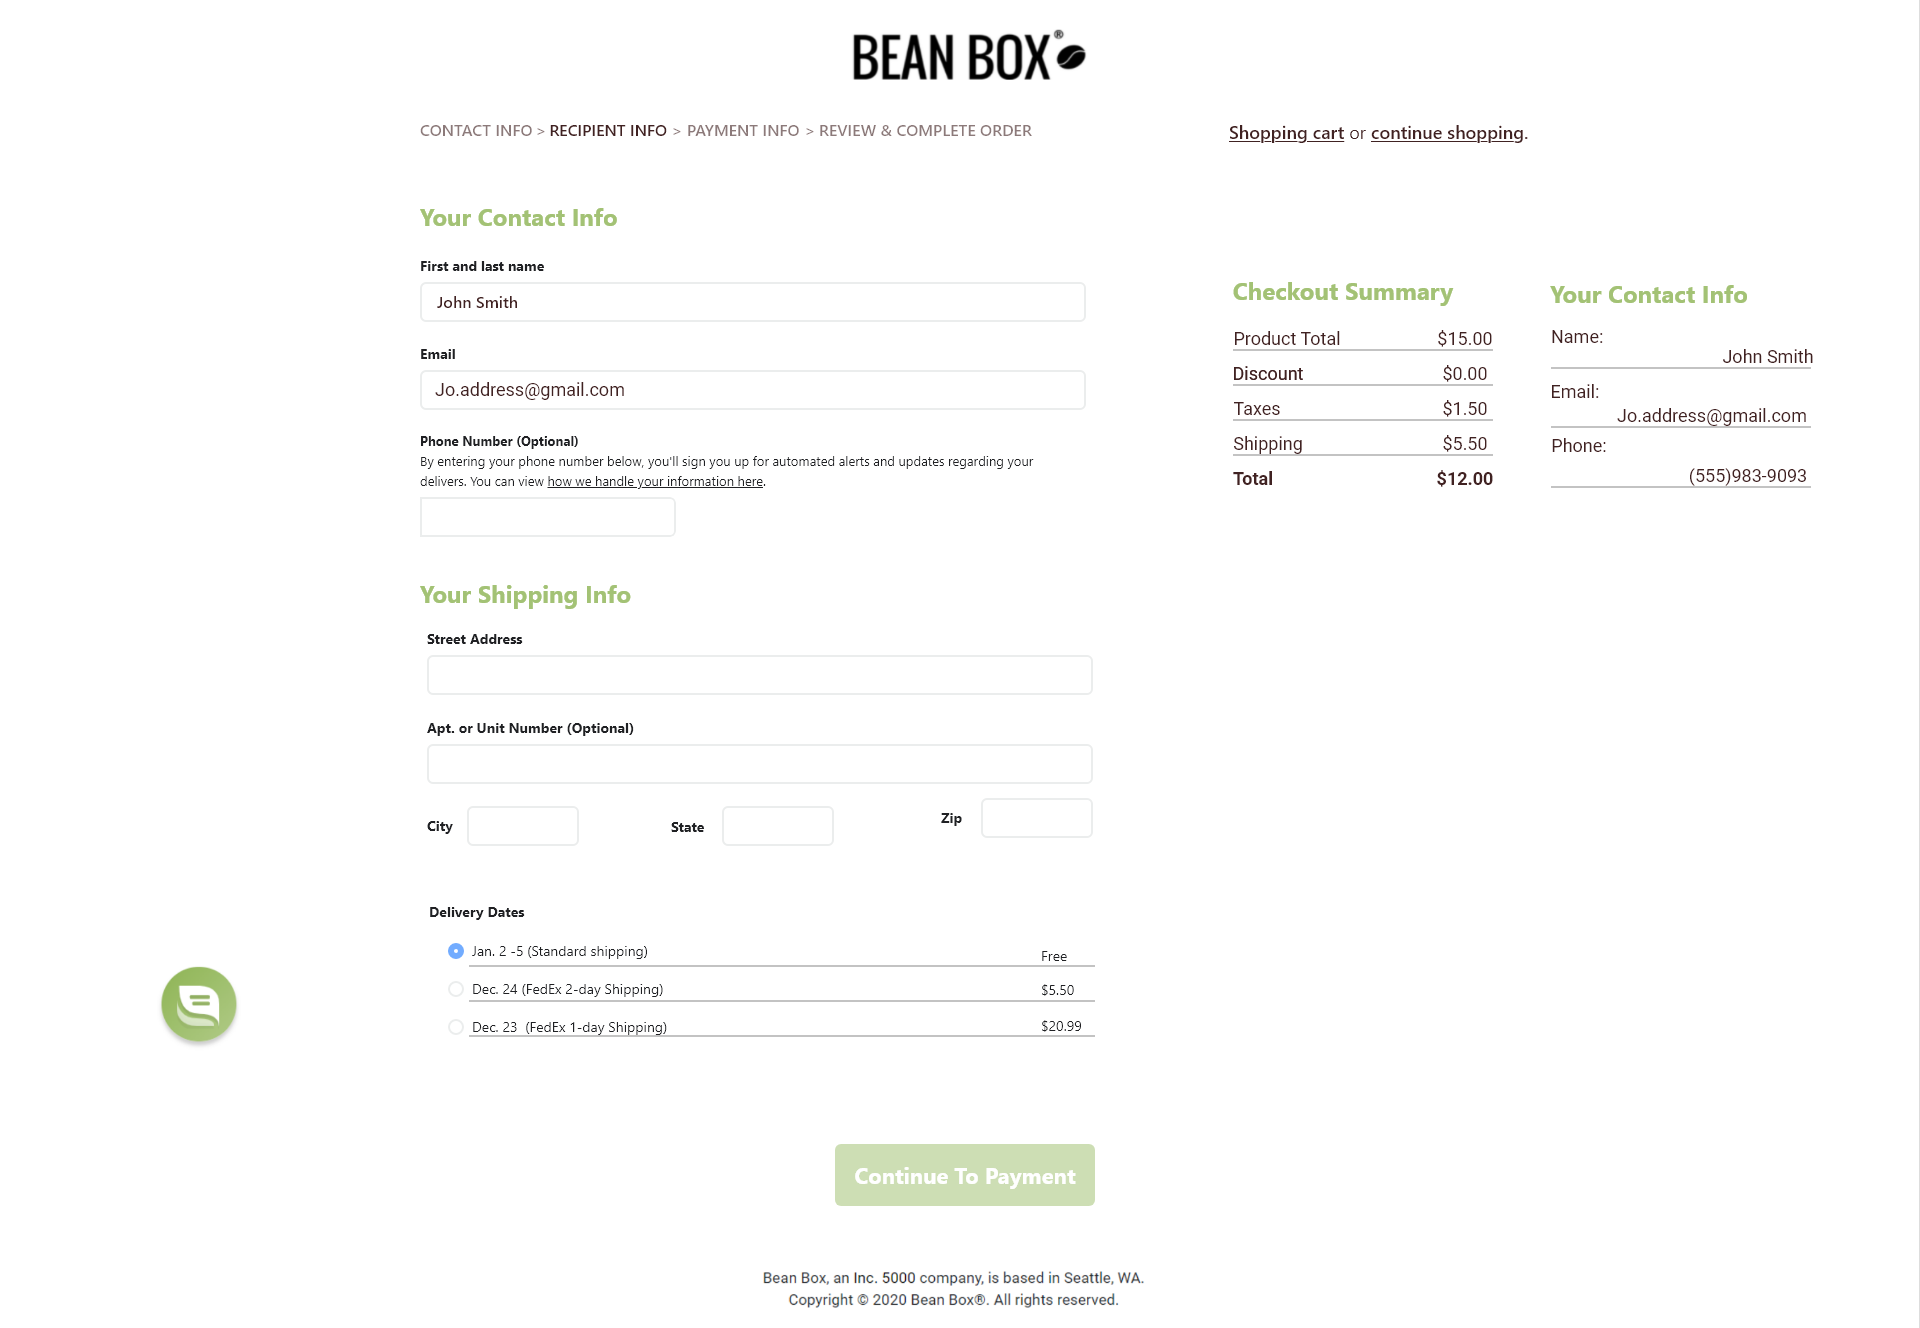 BEAN BOX®
CONTACT INFO > RECIPIENT INFO > PAYMENT INFO > REVIEW & COMPLETE ORDER
Shopping cart or continue shopping.
Your Contact Info
First and last name
John Smith
Email
Jo.address@gmail.com
Phone Number (Optional)
By entering your phone number below, you'll sign you up for automated alerts and updates regarding your
delivers. You can view how we handle your information here.
Your Shipping Info
Street Address
Apt. or Unit Number (Optional)
City
State
Zip
Delivery Dates
Jan. 2 -5 (Standard shipping) Free
Dec. 24 (FedEx 2-day Shipping) $5.50
Dec. 23  (FedEx 1-day Shipping) $20.99
Continue To Payment
Checkout Summary
Product Total $15.00
Discount $0.00
Taxes $1.50
Shipping $5.50
Total $12.00
Your Contact Info
Name:
John Smith
Email:
Jo.address@gmail.com
Phone:
(555)983-9093
Bean Box, an Inc. 5000 company, is based in Seattle, WA.
Copyright © 2020 Bean Box®. All rights reserved.